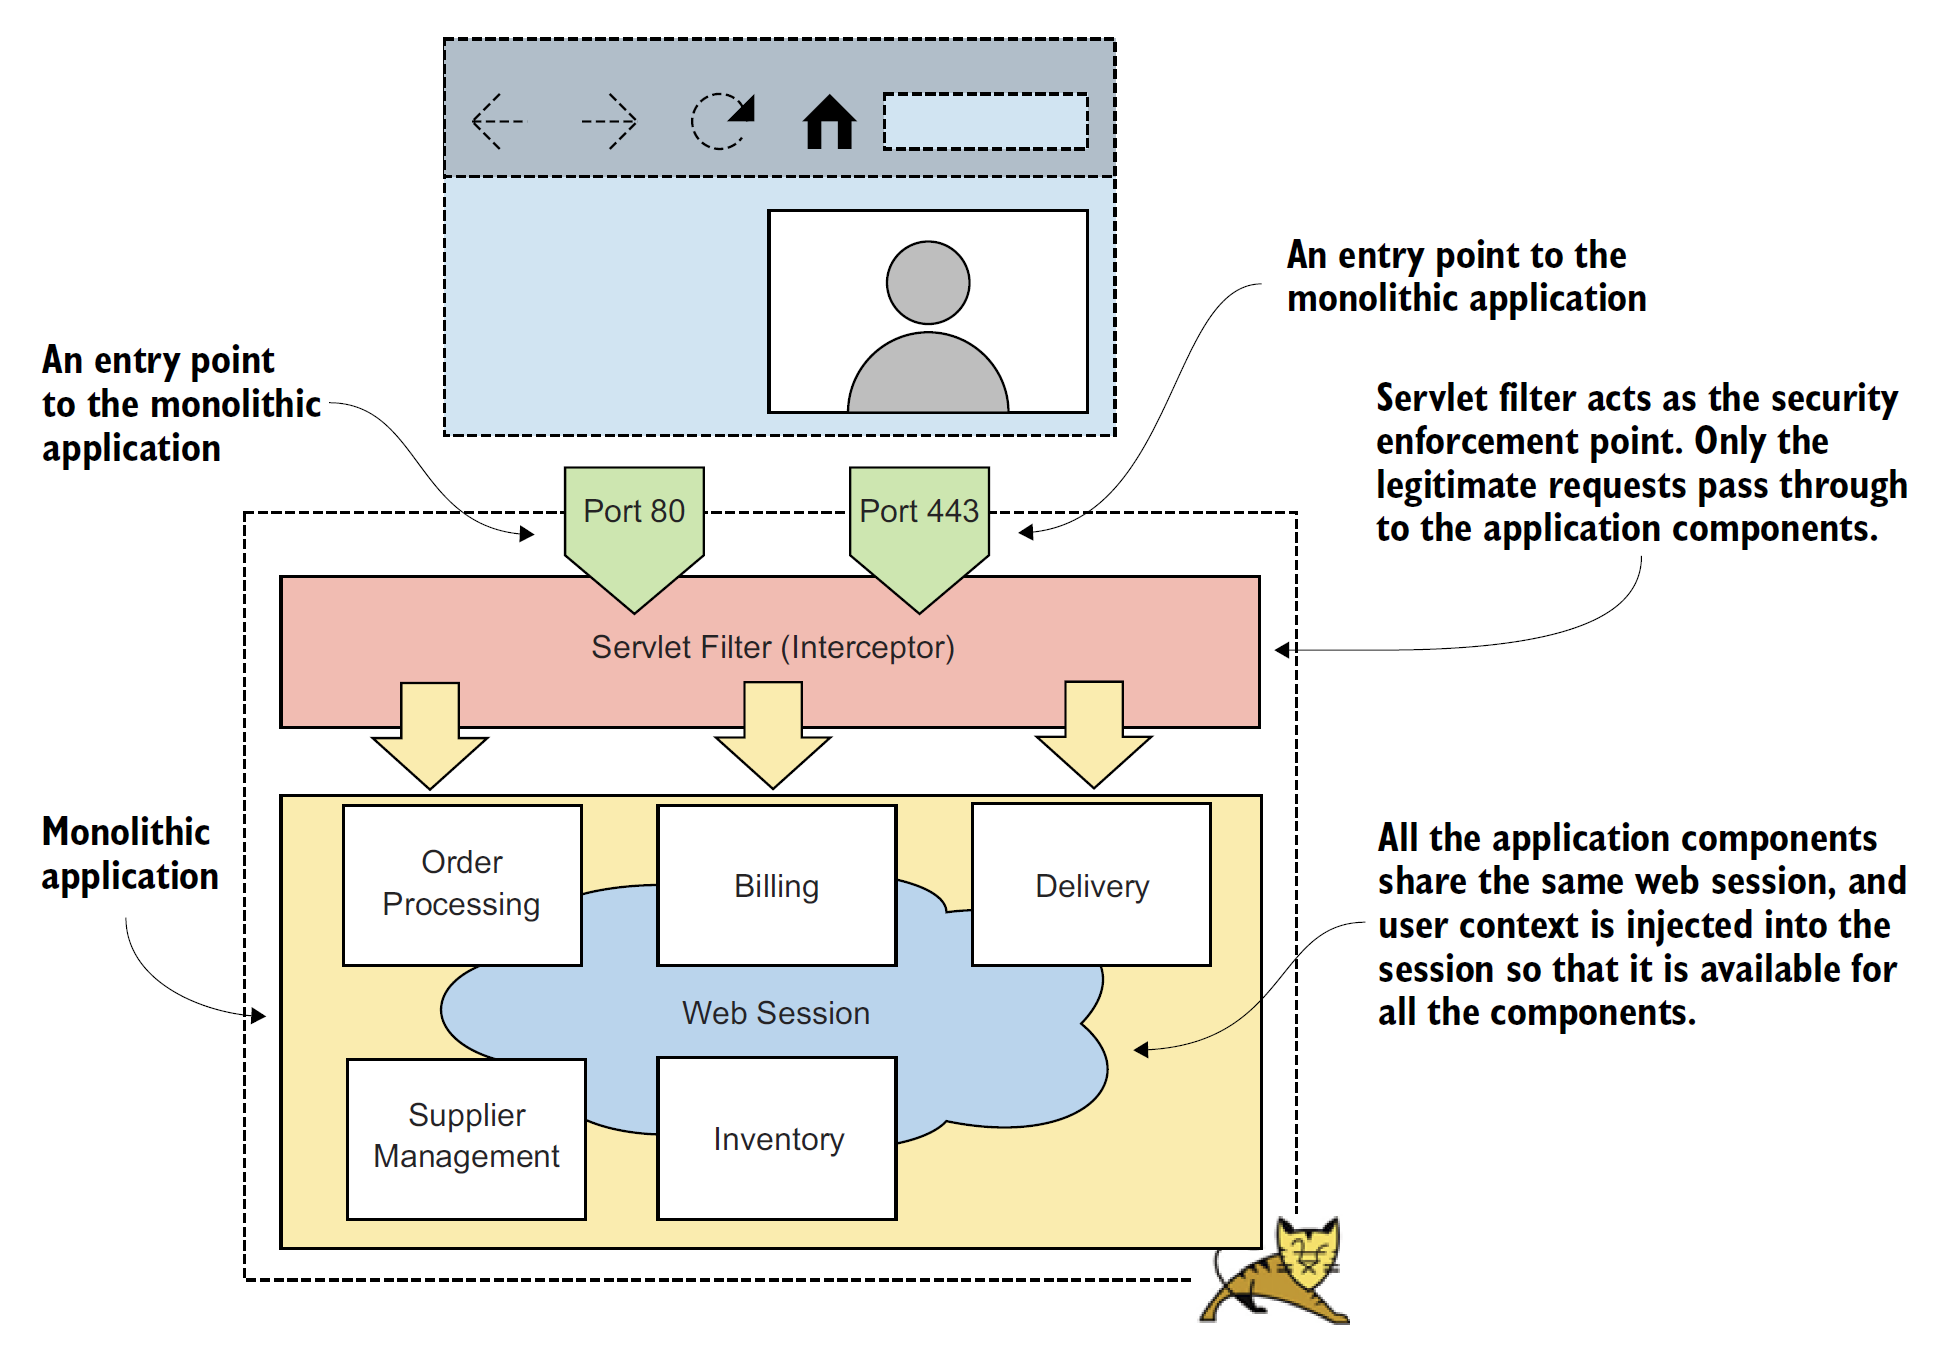 An entry point to the
monolithic application
An entry point
to the monolithic
application
Servlet filter acts as the security
enforcement point. Only the
legitimate requests pass through
to the application components.
Port 80
Port 443
Servlet Filter (Interceptor)
Monolithic
application
Order
Processing
Billing
Delivery
All the application components
share the same web session, and
user context is injected into the
session so that it is available for
all the components.
Web Session
Supplier
Management
Inventory